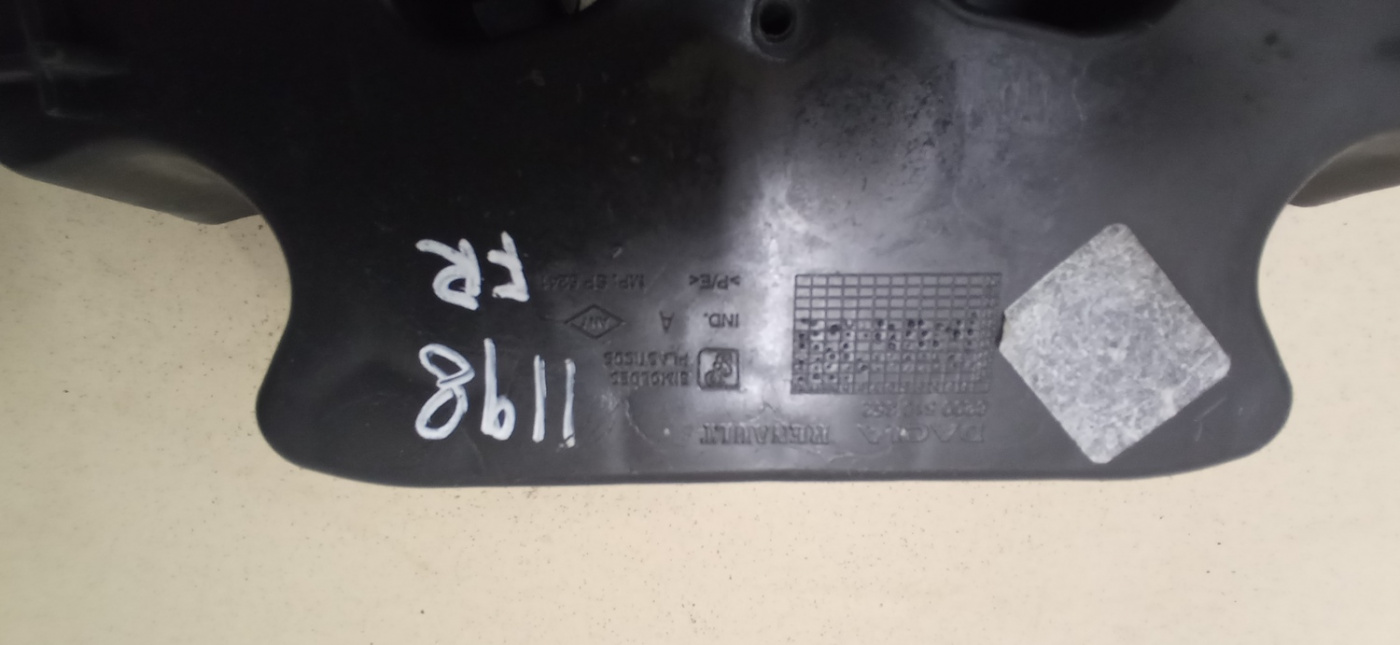 DACIA RENAULT
SIMOLDES
PLASTICOS
1198
IND. A
>P/E<
FR